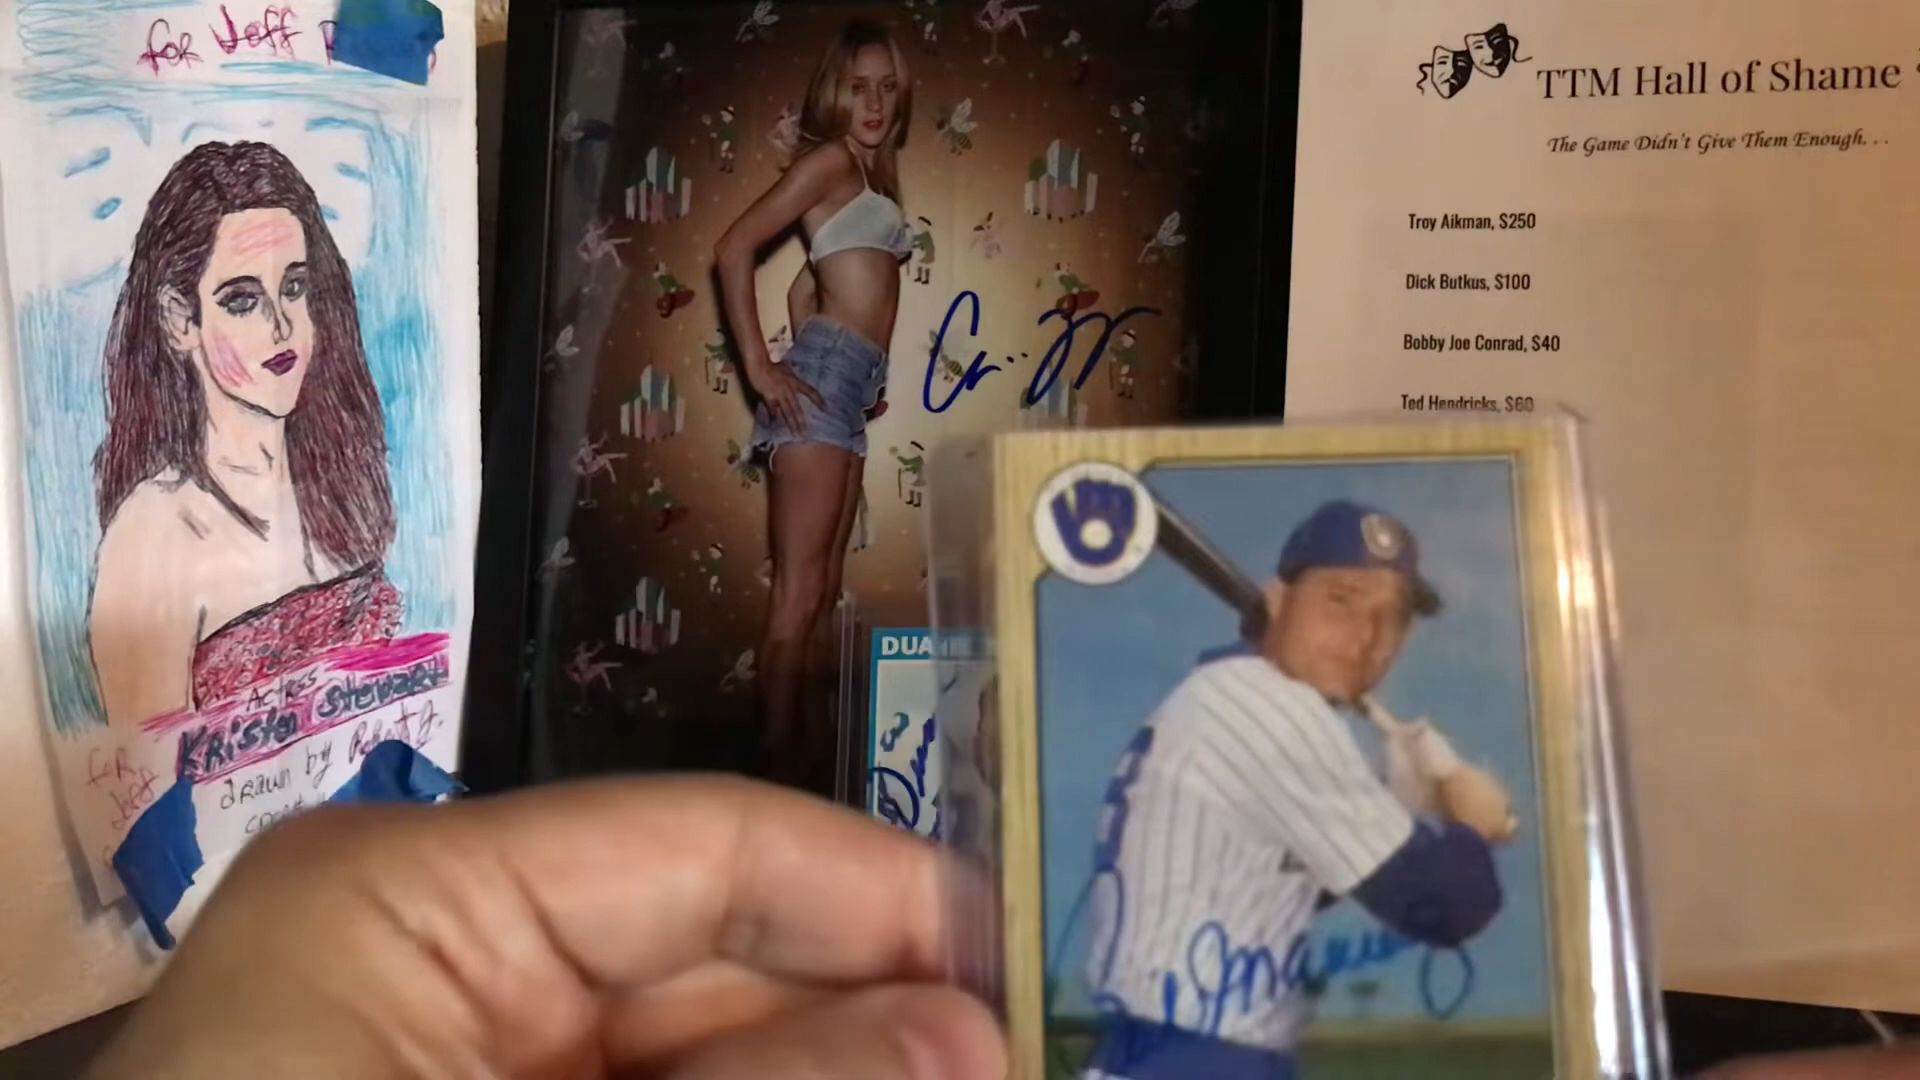 for Jeff
Actress
Kristen Stewart
drawn by Robert J.
for
Jeff
TTM Hall of Shame
The Game Didn't Give Them Enough. . .
Troy Aikman, $250
Dick Butkus, $100
Bobby Joe Conrad, $40
Ted Hendricks, $60
DUANE